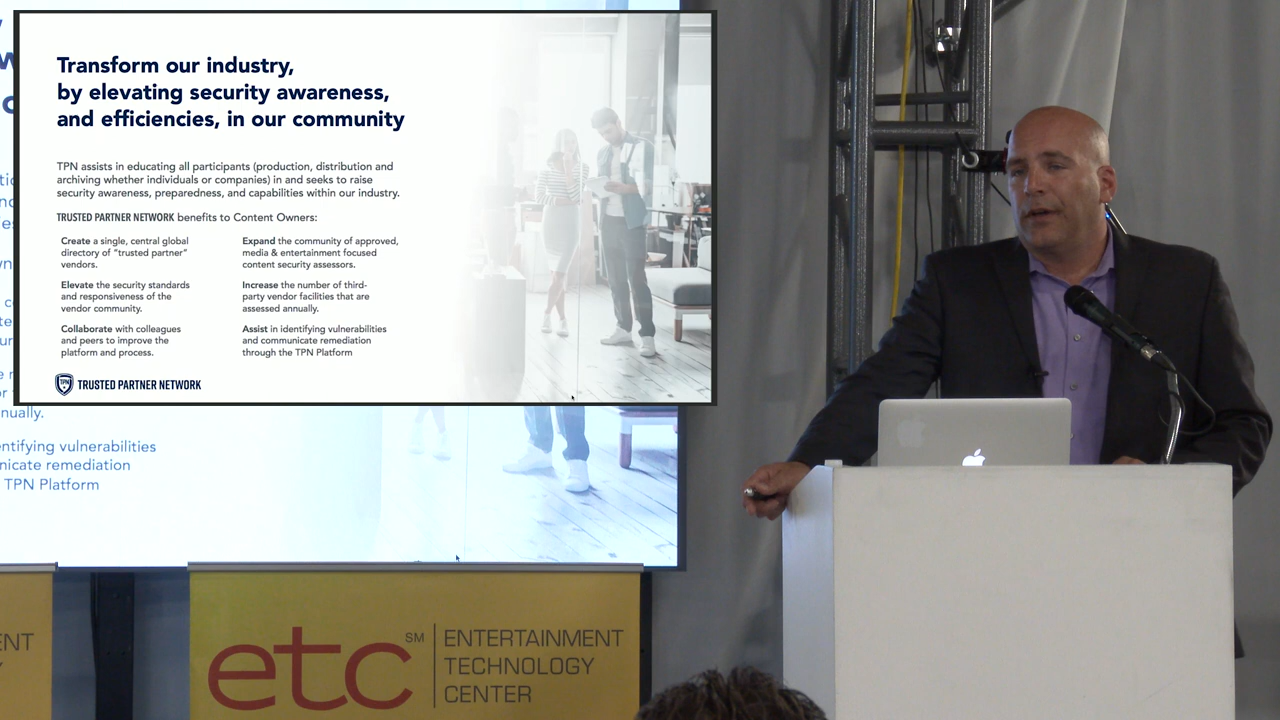 Transform our industry,
by elevating security awareness,
and efficiencies, in our community
TPN assists in educating all participants (production, distribution and
archiving whether individuals or companies) in and seeks to raise
security awareness, preparedness, and capabilities within our industry.
TRUSTED PARTNER NETWORK benefits to Content Owners:
Create a single, central global
directory of "trusted partner"
vendors.
Elevate the security standards
and responsiveness of the
vendor community.
Collaborate with colleagues
and peers to improve the
platform and process.
Expand the community of approved,
media & entertainment focused
content security assessors.
Increase the number of third-
party vendor facilities that are
assessed annually.
Assist in identifying vulnerabilities
and communicate remediation
through the TPN Platform
TPN TRUSTED PARTNER NETWORK
nually.
entifying vulnerabilities
nicate remediation
TPN Platform
ENT
Y
etc SM
ENTERTAINMENT
TECHNOLOGY
CENTER